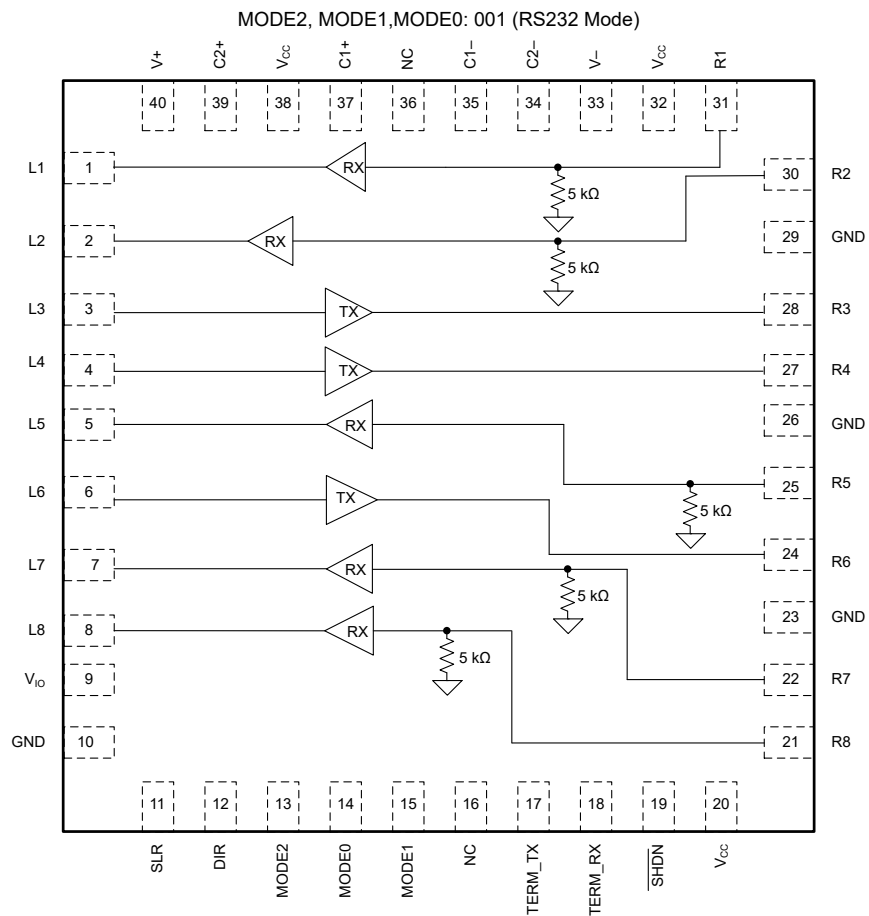 MODE2, MODE1,MODE0: 001 (RS232 Mode)
V+ C2+ VCC C1+ NC C1– C2– V– VCC R1
40 39 38 37 36 35 34 33 32 31
L1 1 RX 30 R2
5 kΩ
L2 2 RX 29 GND
5 kΩ
L3 3 TX 28 R3
L4 4 TX 27 R4
L5 5 RX 26 GND
L6 6 TX 25 R5
5 kΩ
L7 7 RX 24 R6
5 kΩ
L8 8 RX 23 GND
5 kΩ
VIO 9 22 R7
GND 10 21 R8
11 12 13 14 15 16 17 18 19 20
SLR DIR MODE2 MODE0 MODE1 NC TERM_TX TERM_RX SHDN VCC